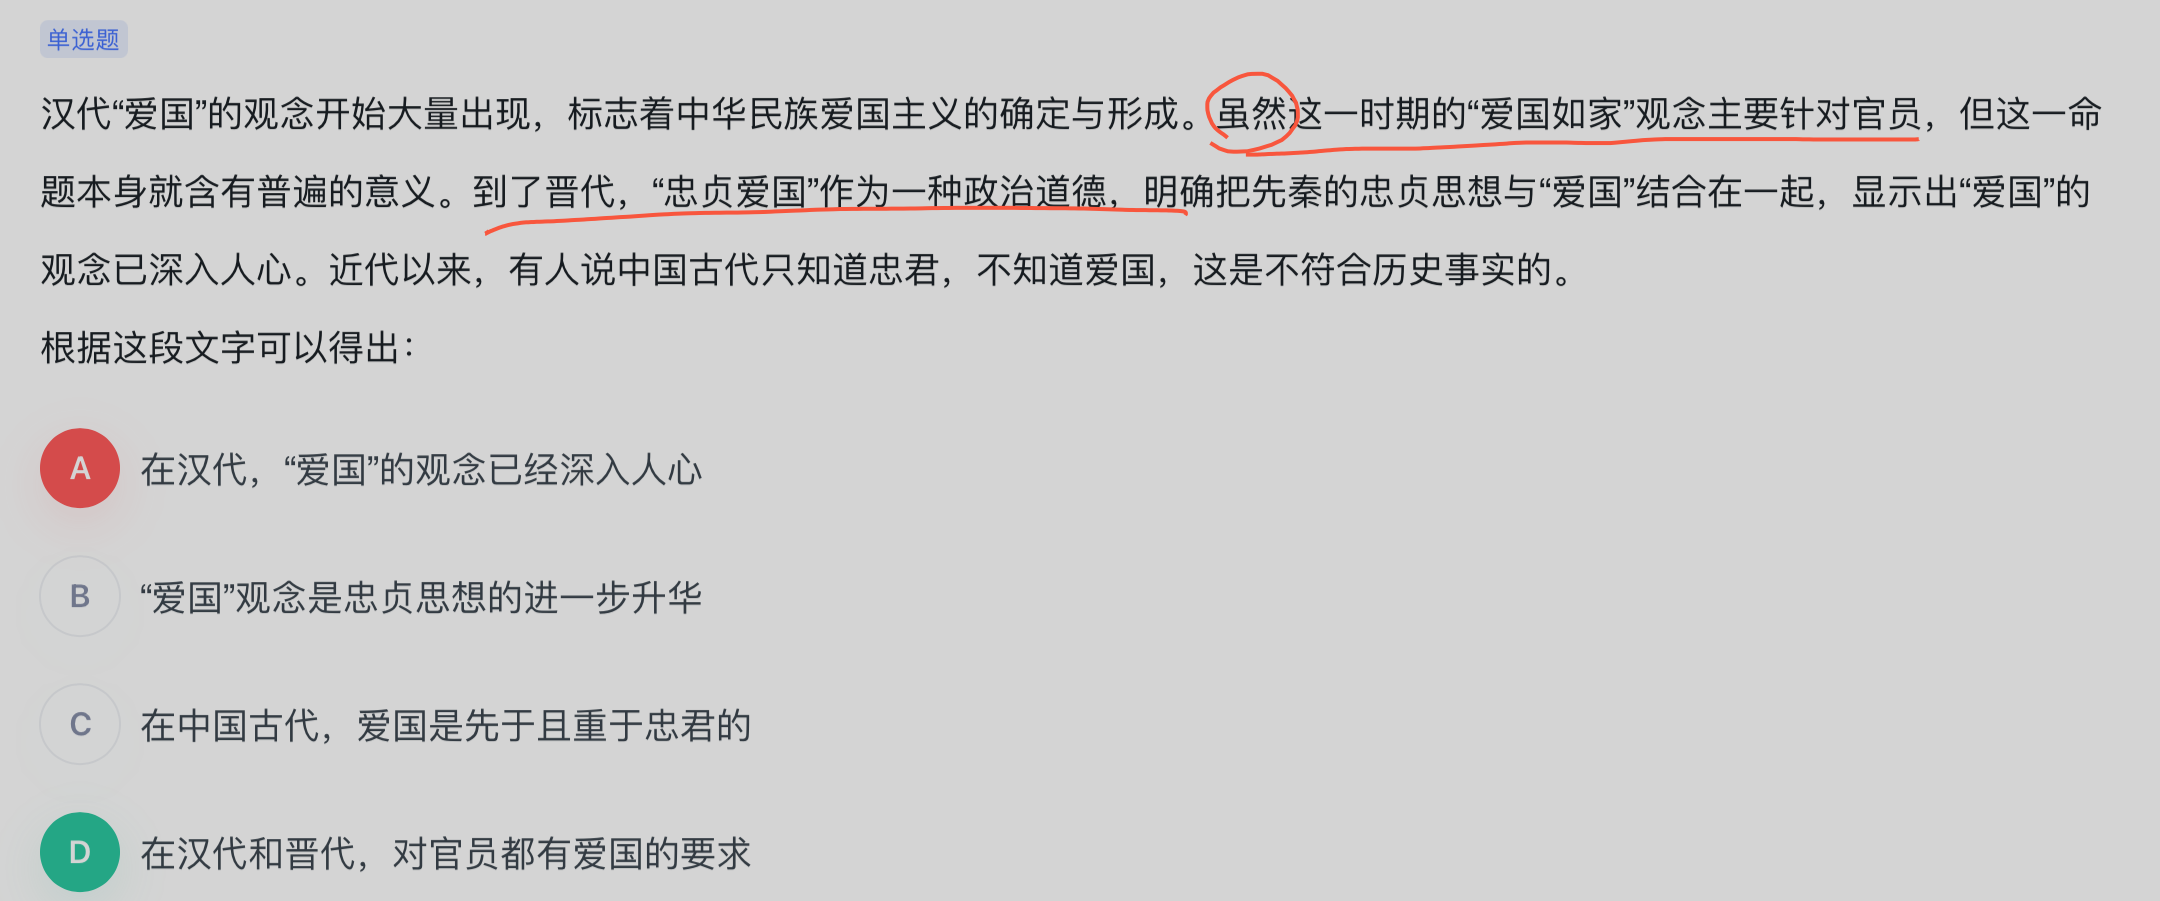 单选题
汉代“爱国”的观念开始大量出现，标志着中华民族爱国主义的确定与形成。虽然这一时期的“爱国如家”观念主要针对官员，但这一命
题本身就含有普遍的意义。到了晋代，“忠贞爱国”作为一种政治道德，明确把先秦的忠贞思想与“爱国”结合在一起，显示出“爱国”的
观念已深入人心。近代以来，有人说中国古代只知道忠君，不知道爱国，这是不符合历史事实的。
根据这段文字可以得出：
A 在汉代，“爱国”的观念已经深入人心
B “爱国”观念是忠贞思想的进一步升华
C 在中国古代，爱国是先于且重于忠君的
D 在汉代和晋代，对官员都有爱国的要求